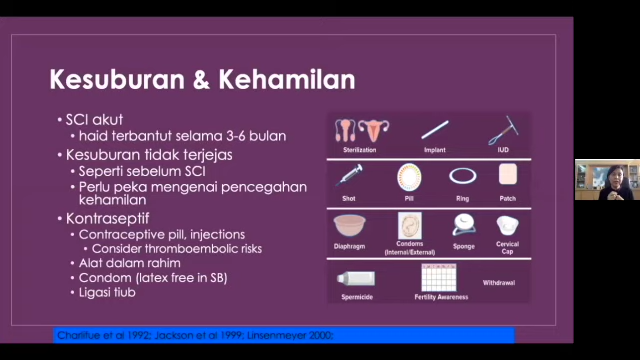 Kesuburan & Kehamilan
• SCI akut
• haid terbantut selama 3-6 bulan
• Kesuburan tidak terjejas
• Seperti sebelum SCI
• Perlu peka mengenai pencegahan
kehamilan
• Kontraseptif
• Contraceptive pill, injections
• Consider thromboembolic risks
• Alat dalam rahim
• Condom (latex free in SB)
• Ligasi tiub
Sterilization Implant IUD
Shot Pill Ring Patch
Diaphragm Condoms Sponge Cervical
(Internal/External) Cap
Spermicide Fertility Awareness Withdrawal
Charlifue et al 1992; Jackson et al 1999; Linsenmeyer 2000;